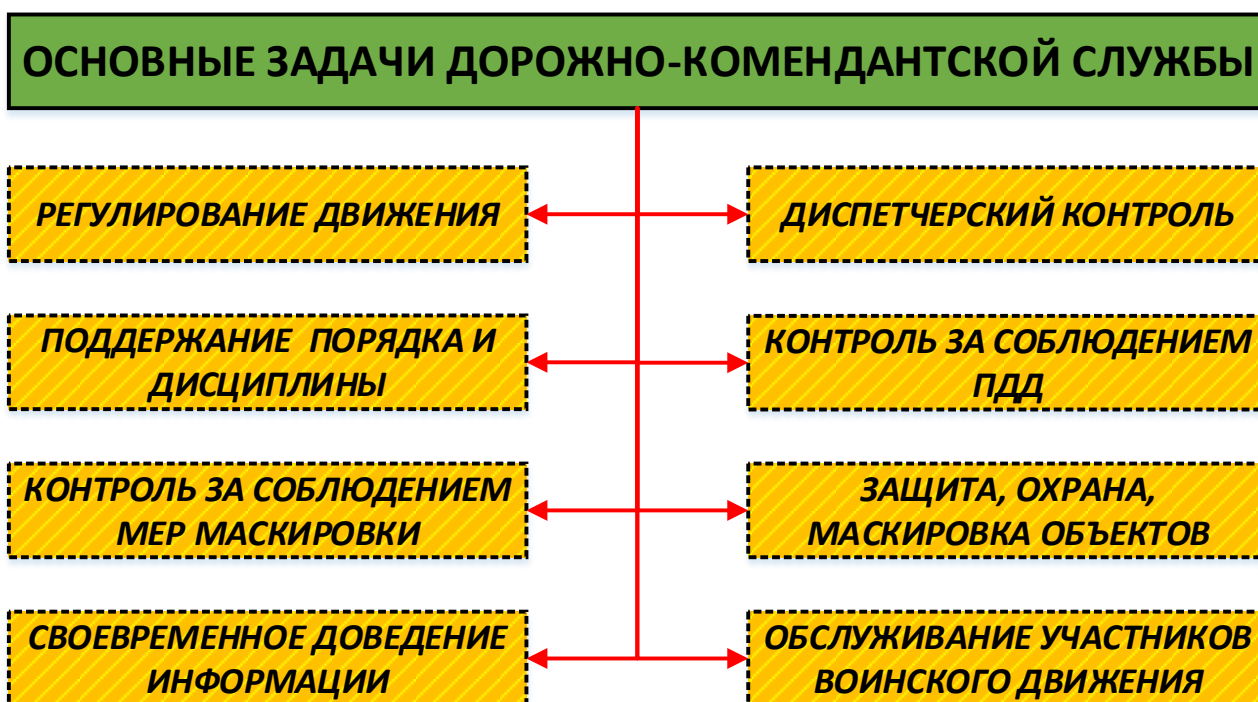 ОСНОВНЫЕ ЗАДАЧИ ДОРОЖНО-КОМЕНДАНТСКОЙ СЛУЖБЫ
РЕГУЛИРОВАНИЕ ДВИЖЕНИЯ
ДИСПЕТЧЕРСКИЙ КОНТРОЛЬ
ПОДДЕРЖАНИЕ ПОРЯДКА И
ДИСЦИПЛИНЫ
КОНТРОЛЬ ЗА СОБЛЮДЕНИЕМ
ПДД
КОНТРОЛЬ ЗА СОБЛЮДЕНИЕМ
МЕР МАСКИРОВКИ
ЗАЩИТА, ОХРАНА,
МАСКИРОВКА ОБЪЕКТОВ
СВОЕВРЕМЕННОЕ ДОВЕДЕНИЕ
ИНФОРМАЦИИ
ОБСЛУЖИВАНИЕ УЧАСТНИКОВ
ВОИНСКОГО ДВИЖЕНИЯ